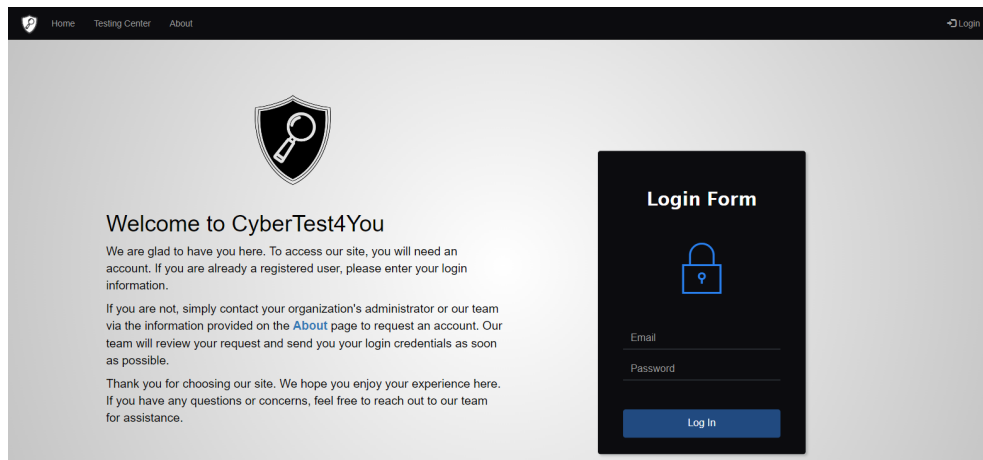 Home Testing Center About Login
Welcome to CyberTest4You
We are glad to have you here. To access our site, you will need an
account. If you are already a registered user, please enter your login
information.
If you are not, simply contact your organization's administrator or our team
via the information provided on the About page to request an account. Our
team will review your request and send you your login credentials as soon
as possible.
Thank you for choosing our site. We hope you enjoy your experience here.
If you have any questions or concerns, feel free to reach out to our team
for assistance.
Login Form
Email
Password
Log In